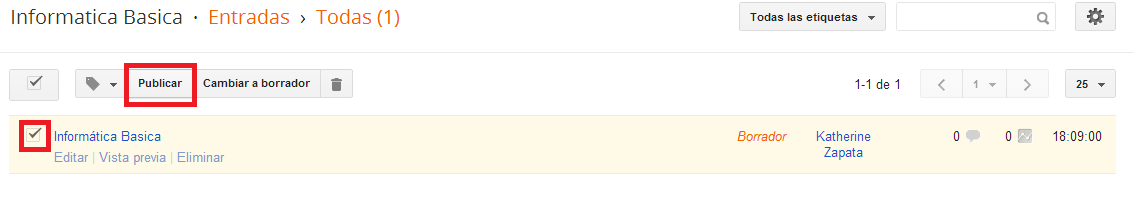 Informatica Basica · Entradas › Todas (1)
Todas las etiquetas
Publicar
Cambiar a borrador
1-1 de 1
1
25
Informática Basica
Borrador
Katherine
Zapata
0
0
18:09:00
Editar | Vista previa | Eliminar